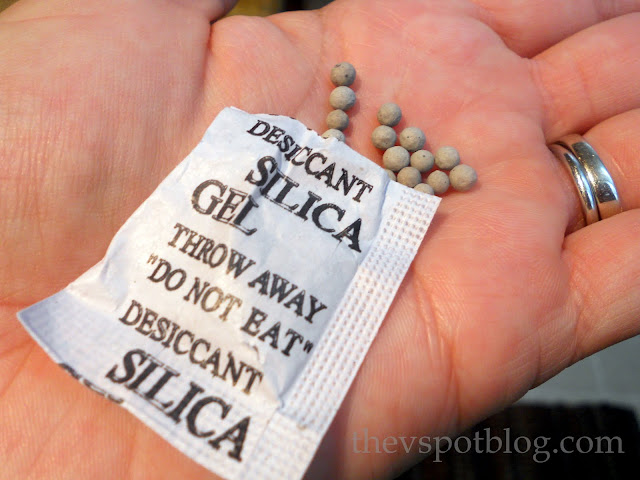 DESICCANT
SILICA
GEL
THROW AWAY
"DO NOT EAT"
DESICCANT
SILICA
thevspotblog.com